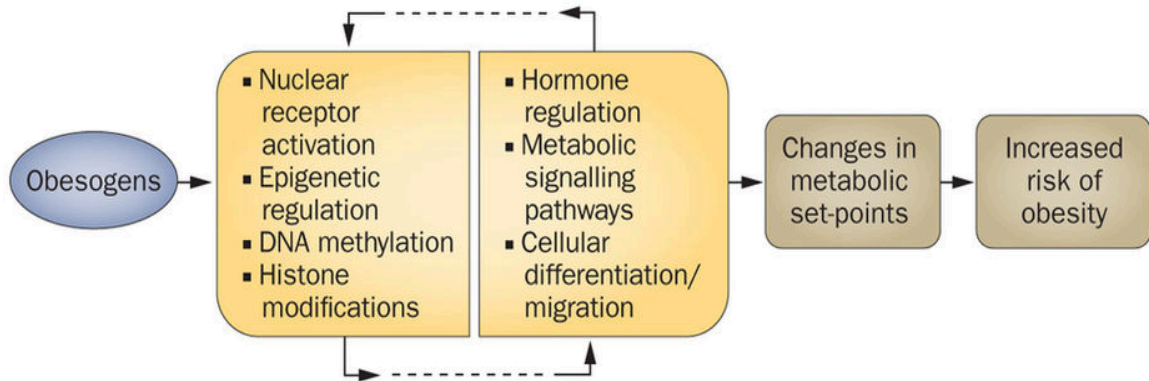 Obesogens
▪ Nuclear
receptor
activation
▪ Epigenetic
regulation
▪ DNA methylation
▪ Histone
modifications
▪ Hormone
regulation
▪ Metabolic
signalling
pathways
▪ Cellular
differentiation/
migration
Changes in
metabolic
set-points
Increased
risk of
obesity